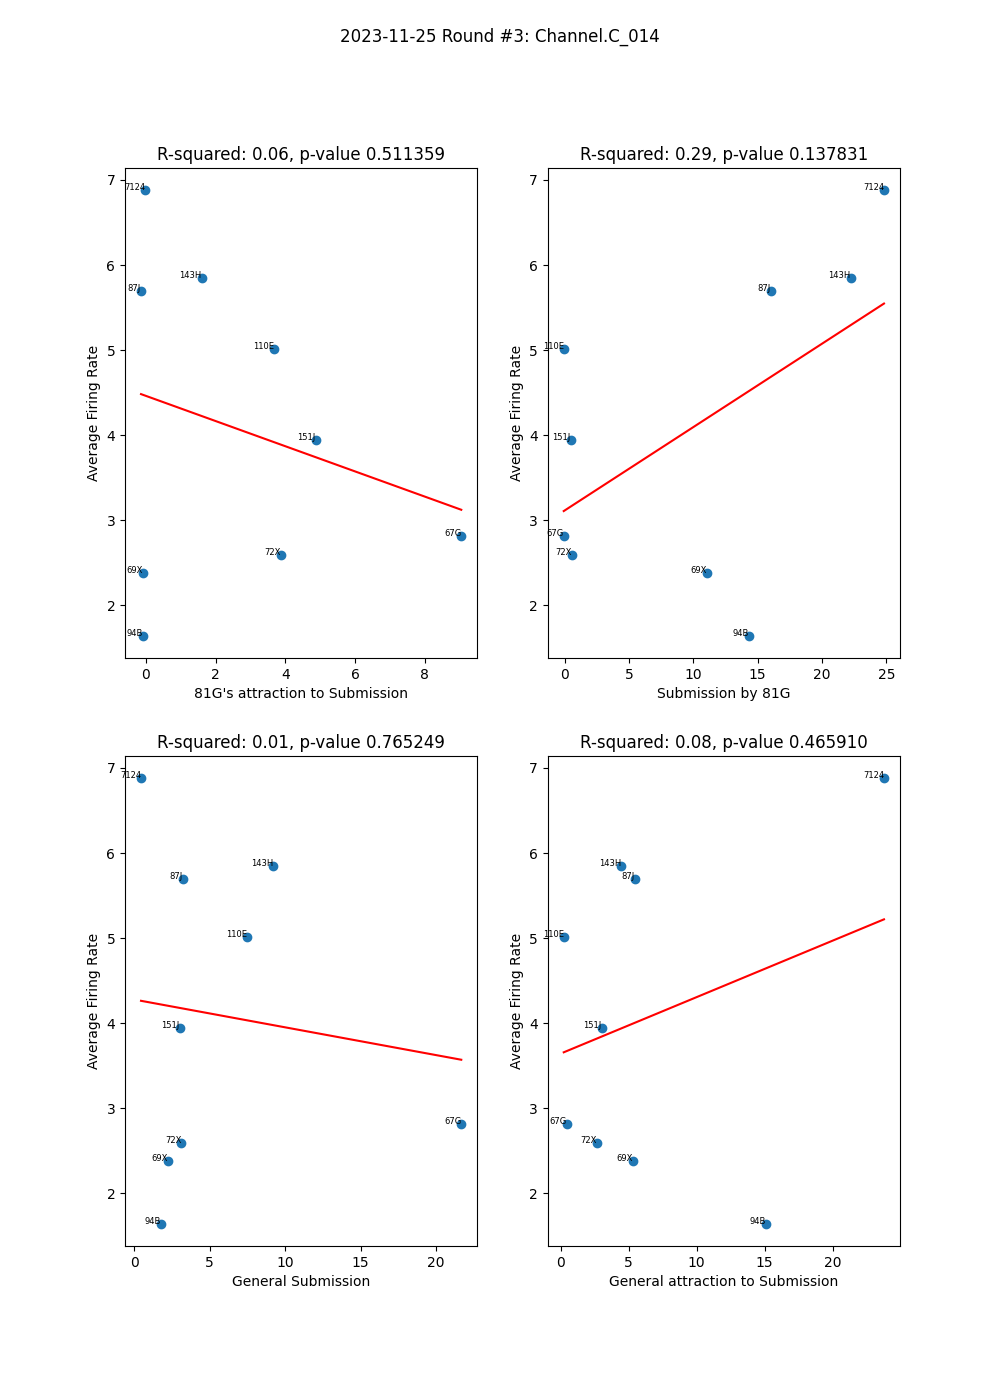 2023-11-25 Round #3: Channel.C_014
R-squared: 0.06, p-value 0.511359
7
6
5
4
3
2
Average Firing Rate
7124
143H
87J
110E
151J
67G
72X
69X
94B
0 2 4 6 8
81G's attraction to Submission
R-squared: 0.29, p-value 0.137831
7
6
5
4
3
2
Average Firing Rate
7124
143H
87J
110E
151J
67G
72X
69X
94B
0 5 10 15 20 25
Submission by 81G
R-squared: 0.01, p-value 0.765249
7
6
5
4
3
2
Average Firing Rate
7124
143H
87J
110E
151J
67G
72X
69X
94B
0 5 10 15 20
General Submission
R-squared: 0.08, p-value 0.465910
7
6
5
4
3
2
Average Firing Rate
7124
143H
87J
110E
151J
67G
72X
69X
94B
0 5 10 15 20
General attraction to Submission